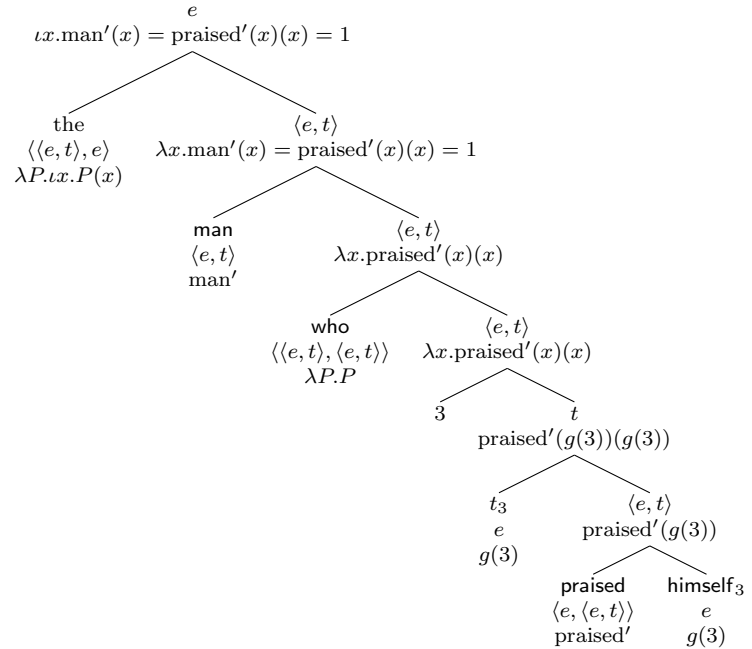 e
ιx.man′(x) = praised′(x)(x) = 1
the
⟨⟨e, t⟩, e⟩
λP.ιx.P(x)
⟨e, t⟩
λx.man′(x) = praised′(x)(x) = 1
man
⟨e, t⟩
man′
⟨e, t⟩
λx.praised′(x)(x)
who
⟨⟨e, t⟩, ⟨e, t⟩⟩
λP.P
⟨e, t⟩
λx.praised′(x)(x)
3
t
praised′(g(3))(g(3))
t₃
e
g(3)
⟨e, t⟩
praised′(g(3))
praised
⟨e, ⟨e, t⟩⟩
praised′
himself₃
e
g(3)